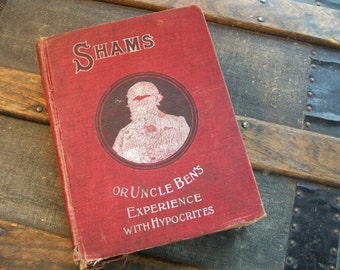 SHAMS
OR UNCLE BEN'S
EXPERIENCE
WITH HYPOCRITES